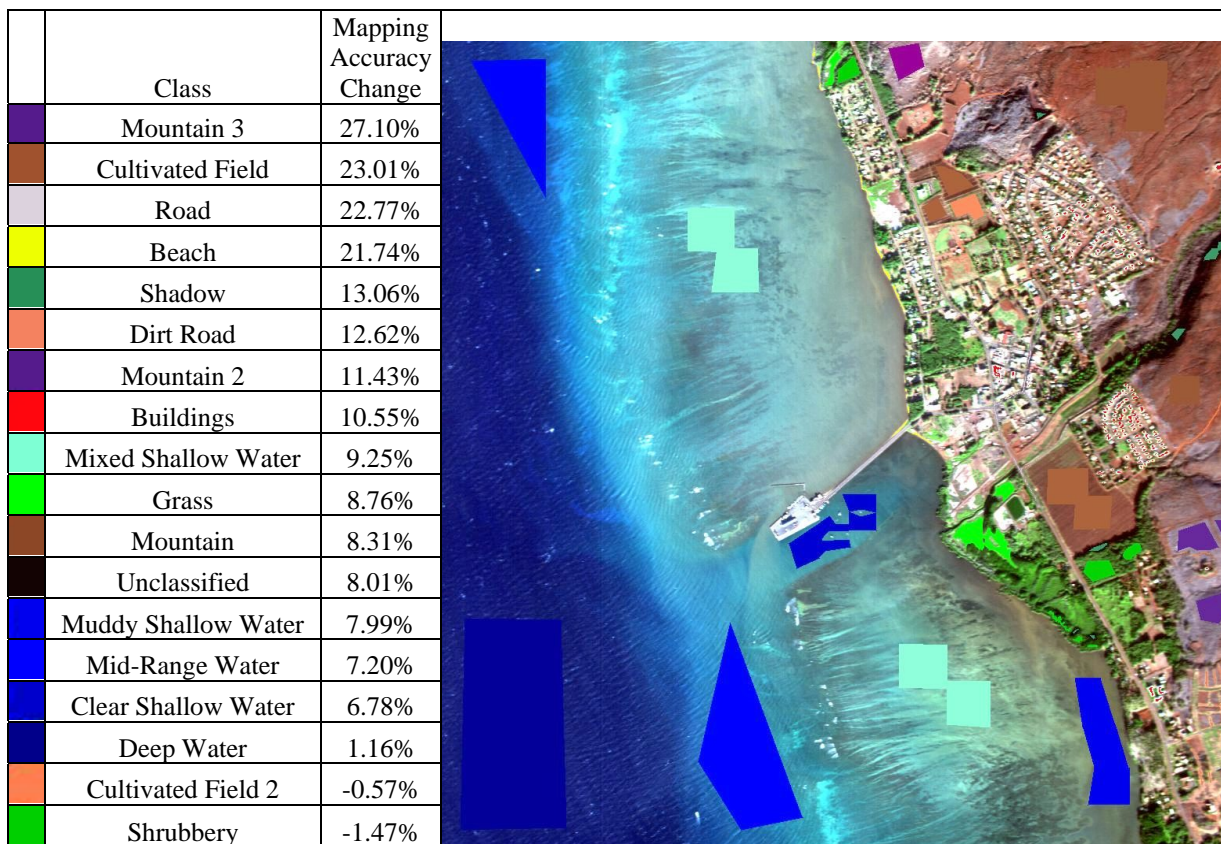 Class Mapping Accuracy Change
Mountain 3 27.10%
Cultivated Field 23.01%
Road 22.77%
Beach 21.74%
Shadow 13.06%
Dirt Road 12.62%
Mountain 2 11.43%
Buildings 10.55%
Mixed Shallow Water 9.25%
Grass 8.76%
Mountain 8.31%
Unclassified 8.01%
Muddy Shallow Water 7.99%
Mid-Range Water 7.20%
Clear Shallow Water 6.78%
Deep Water 1.16%
Cultivated Field 2 -0.57%
Shrubbery -1.47%